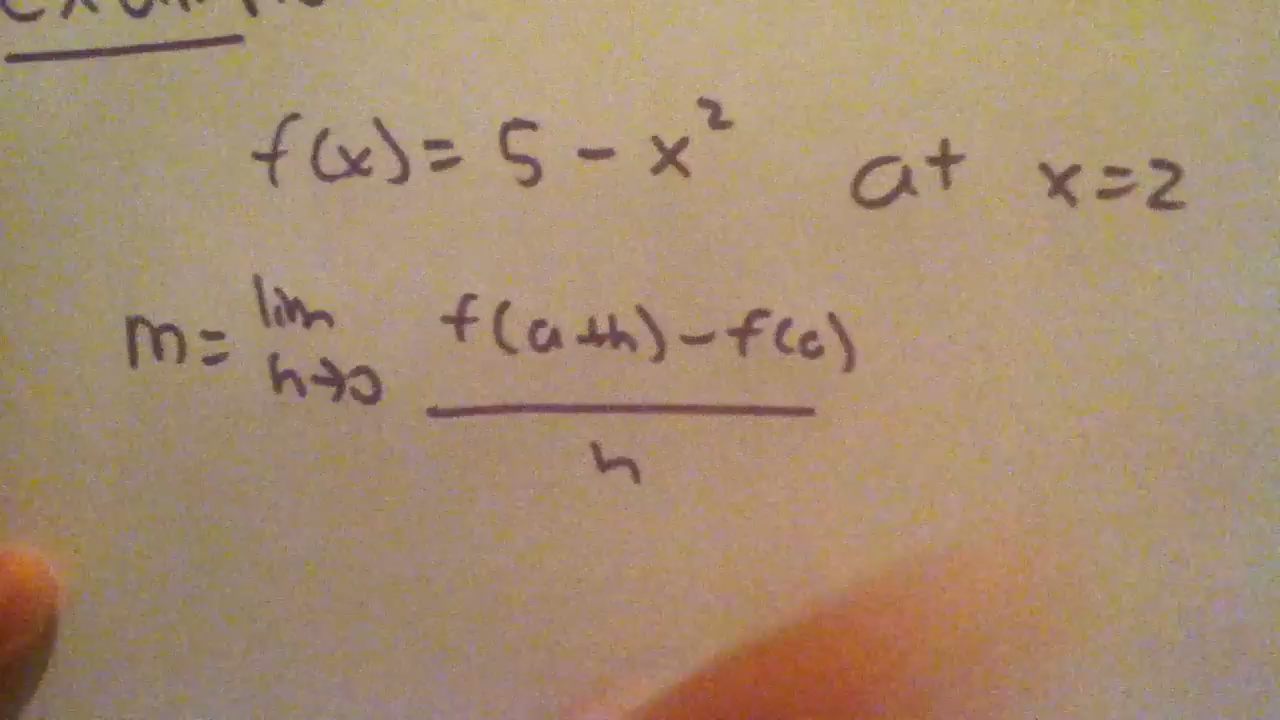 f(x) = 5 - x² at x=2
m = lim h→0 f(a+h) - f(a)
h